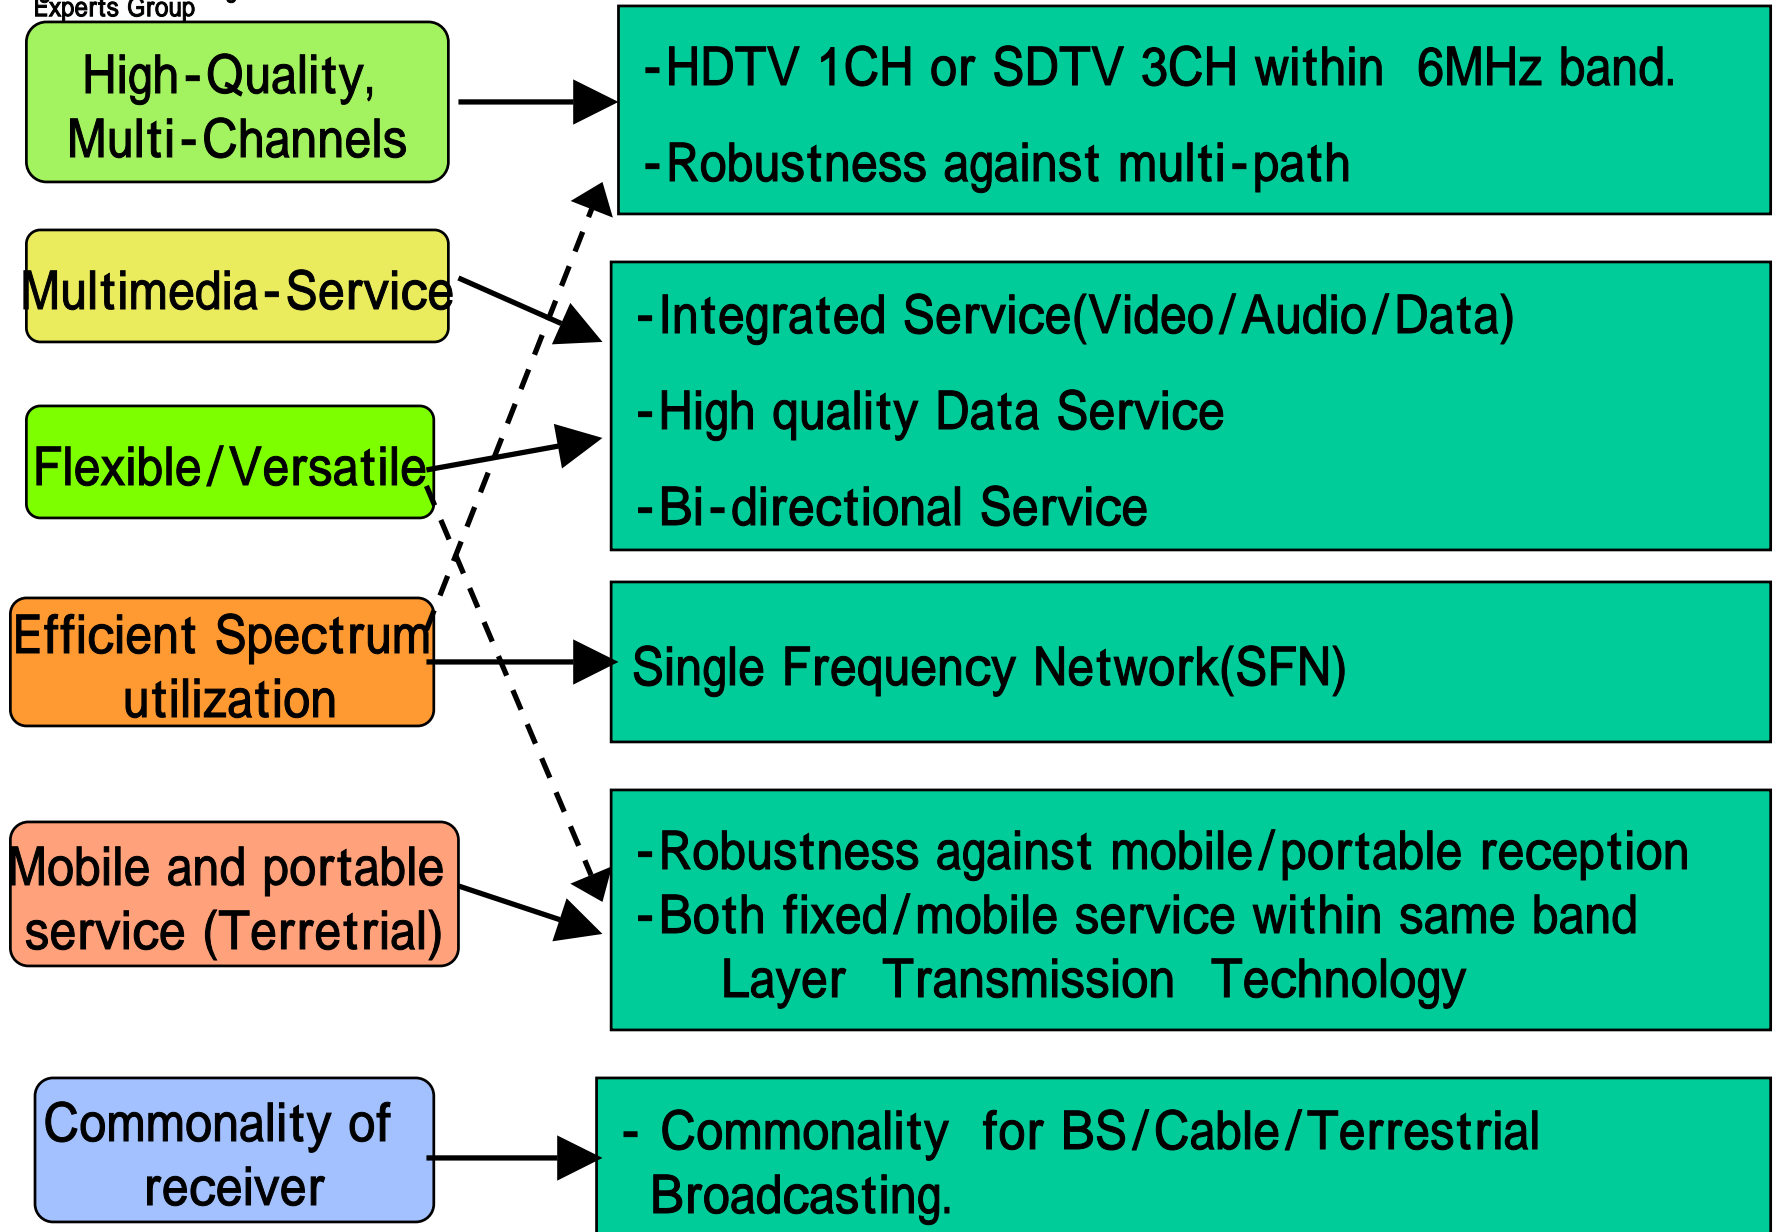 Experts Group
High-Quality,
Multi-Channels
-HDTV 1CH or SDTV 3CH within 6MHz band.
-Robustness against multi-path
Multimedia-Service
-Integrated Service(Video/Audio/Data)
-High quality Data Service
-Bi-directional Service
Flexible/Versatile
Efficient Spectrum
utilization
Single Frequency Network(SFN)
Mobile and portable
service (Terretrial)
-Robustness against mobile/portable reception
-Both fixed/mobile service within same band
Layer Transmission Technology
Commonality of
receiver
- Commonality for BS/Cable/Terrestrial
Broadcasting.